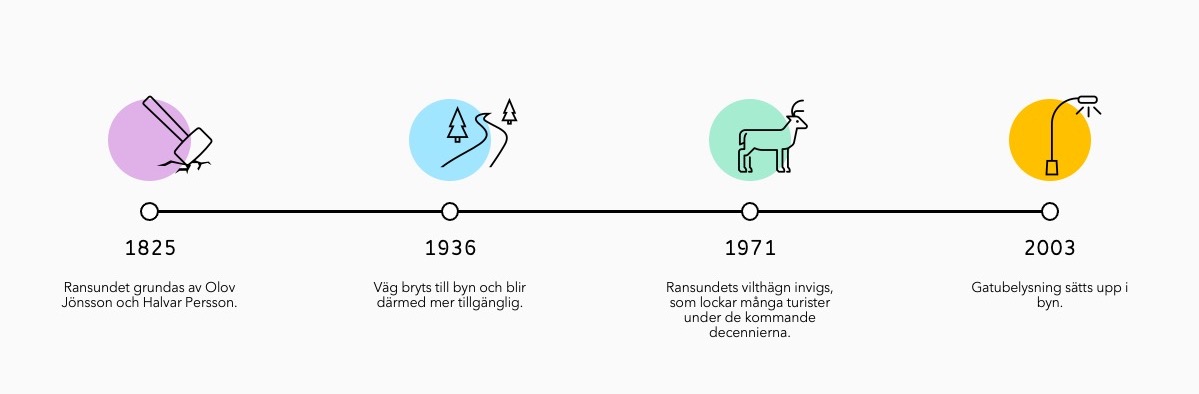 1825
Ransundet grundas av Olov
Jönsson och Halvar Persson.
1936
Väg bryts till byn och blir
därmed mer tillgänglig.
1971
Ransundets vilthägn invigs,
som lockar många turister
under de kommande
decennierna.
2003
Gatubelysning sätts upp i
byn.